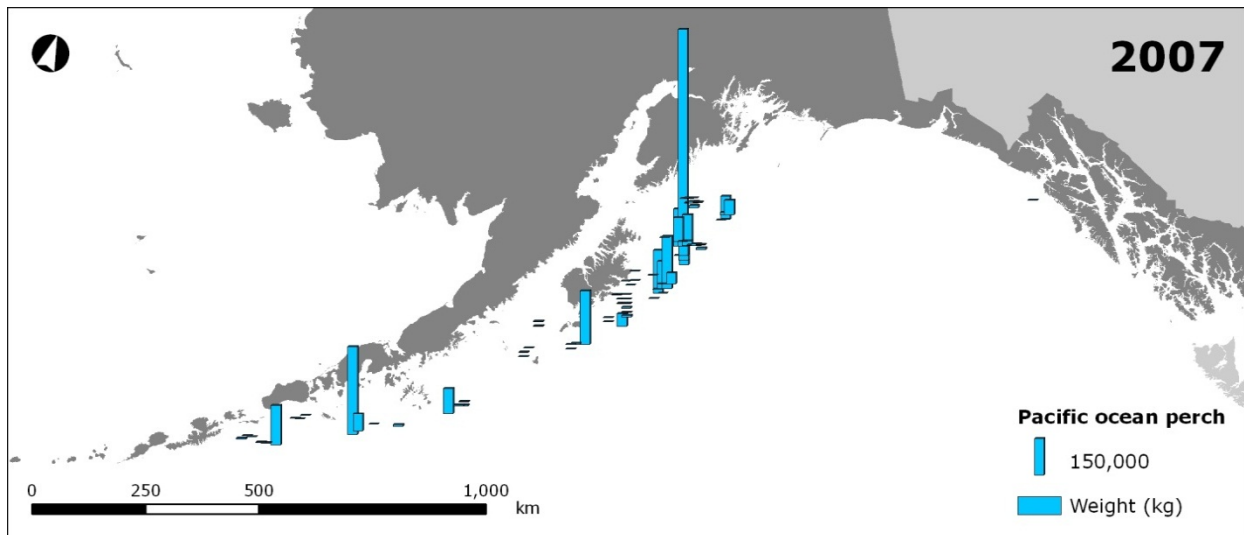 2007
Pacific ocean perch
150,000
Weight (kg)
0 250 500 1,000
km